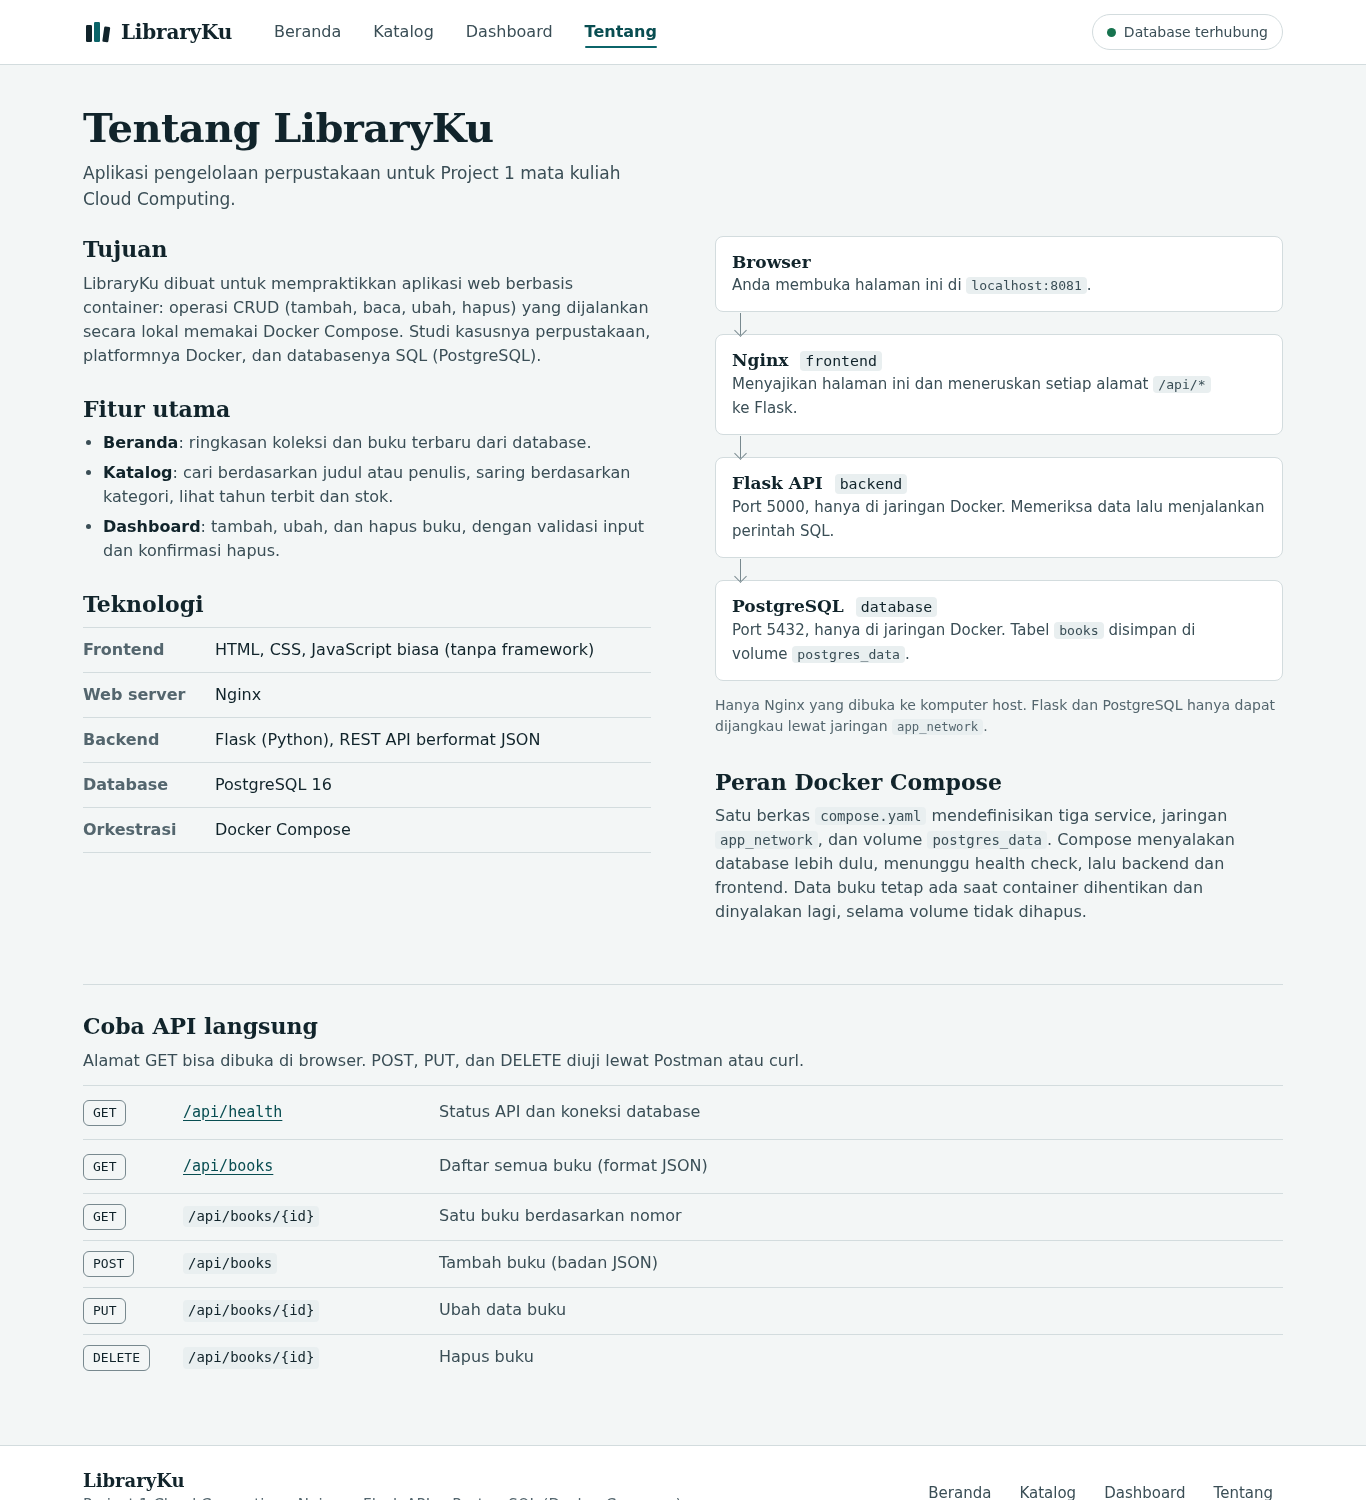 LibraryKu
Beranda
Katalog
Dashboard
Tentang
Database terhubung
Tentang LibraryKu
Aplikasi pengelolaan perpustakaan untuk Project 1 mata kuliah
Cloud Computing.
Tujuan
LibraryKu dibuat untuk mempraktikkan aplikasi web berbasis
container: operasi CRUD (tambah, baca, ubah, hapus) yang dijalankan
secara lokal memakai Docker Compose. Studi kasusnya perpustakaan,
platformnya Docker, dan databasenya SQL (PostgreSQL).
Fitur utama
• Beranda: ringkasan koleksi dan buku terbaru dari database.
• Katalog: cari berdasarkan judul atau penulis, saring berdasarkan
kategori, lihat tahun terbit dan stok.
• Dashboard: tambah, ubah, dan hapus buku, dengan validasi input
dan konfirmasi hapus.
Teknologi
Frontend HTML, CSS, JavaScript biasa (tanpa framework)
Web server Nginx
Backend Flask (Python), REST API berformat JSON
Database PostgreSQL 16
Orkestrasi Docker Compose
Browser
Anda membuka halaman ini di localhost:8081.
Nginx frontend
Menyajikan halaman ini dan meneruskan setiap alamat /api/*
ke Flask.
Flask API backend
Port 5000, hanya di jaringan Docker. Memeriksa data lalu menjalankan
perintah SQL.
PostgreSQL database
Port 5432, hanya di jaringan Docker. Tabel books disimpan di
volume postgres_data.
Hanya Nginx yang dibuka ke komputer host. Flask dan PostgreSQL hanya dapat
dijangkau lewat jaringan app_network.
Peran Docker Compose
Satu berkas compose.yaml mendefinisikan tiga service, jaringan
app_network, dan volume postgres_data. Compose menyalakan
database lebih dulu, menunggu health check, lalu backend dan
frontend. Data buku tetap ada saat container dihentikan dan
dinyalakan lagi, selama volume tidak dihapus.
Coba API langsung
Alamat GET bisa dibuka di browser. POST, PUT, dan DELETE diuji lewat Postman atau curl.
GET /api/health Status API dan koneksi database
GET /api/books Daftar semua buku (format JSON)
GET /api/books/{id} Satu buku berdasarkan nomor
POST /api/books Tambah buku (badan JSON)
PUT /api/books/{id} Ubah data buku
DELETE /api/books/{id} Hapus buku
LibraryKu
Beranda
Katalog
Dashboard
Tentang